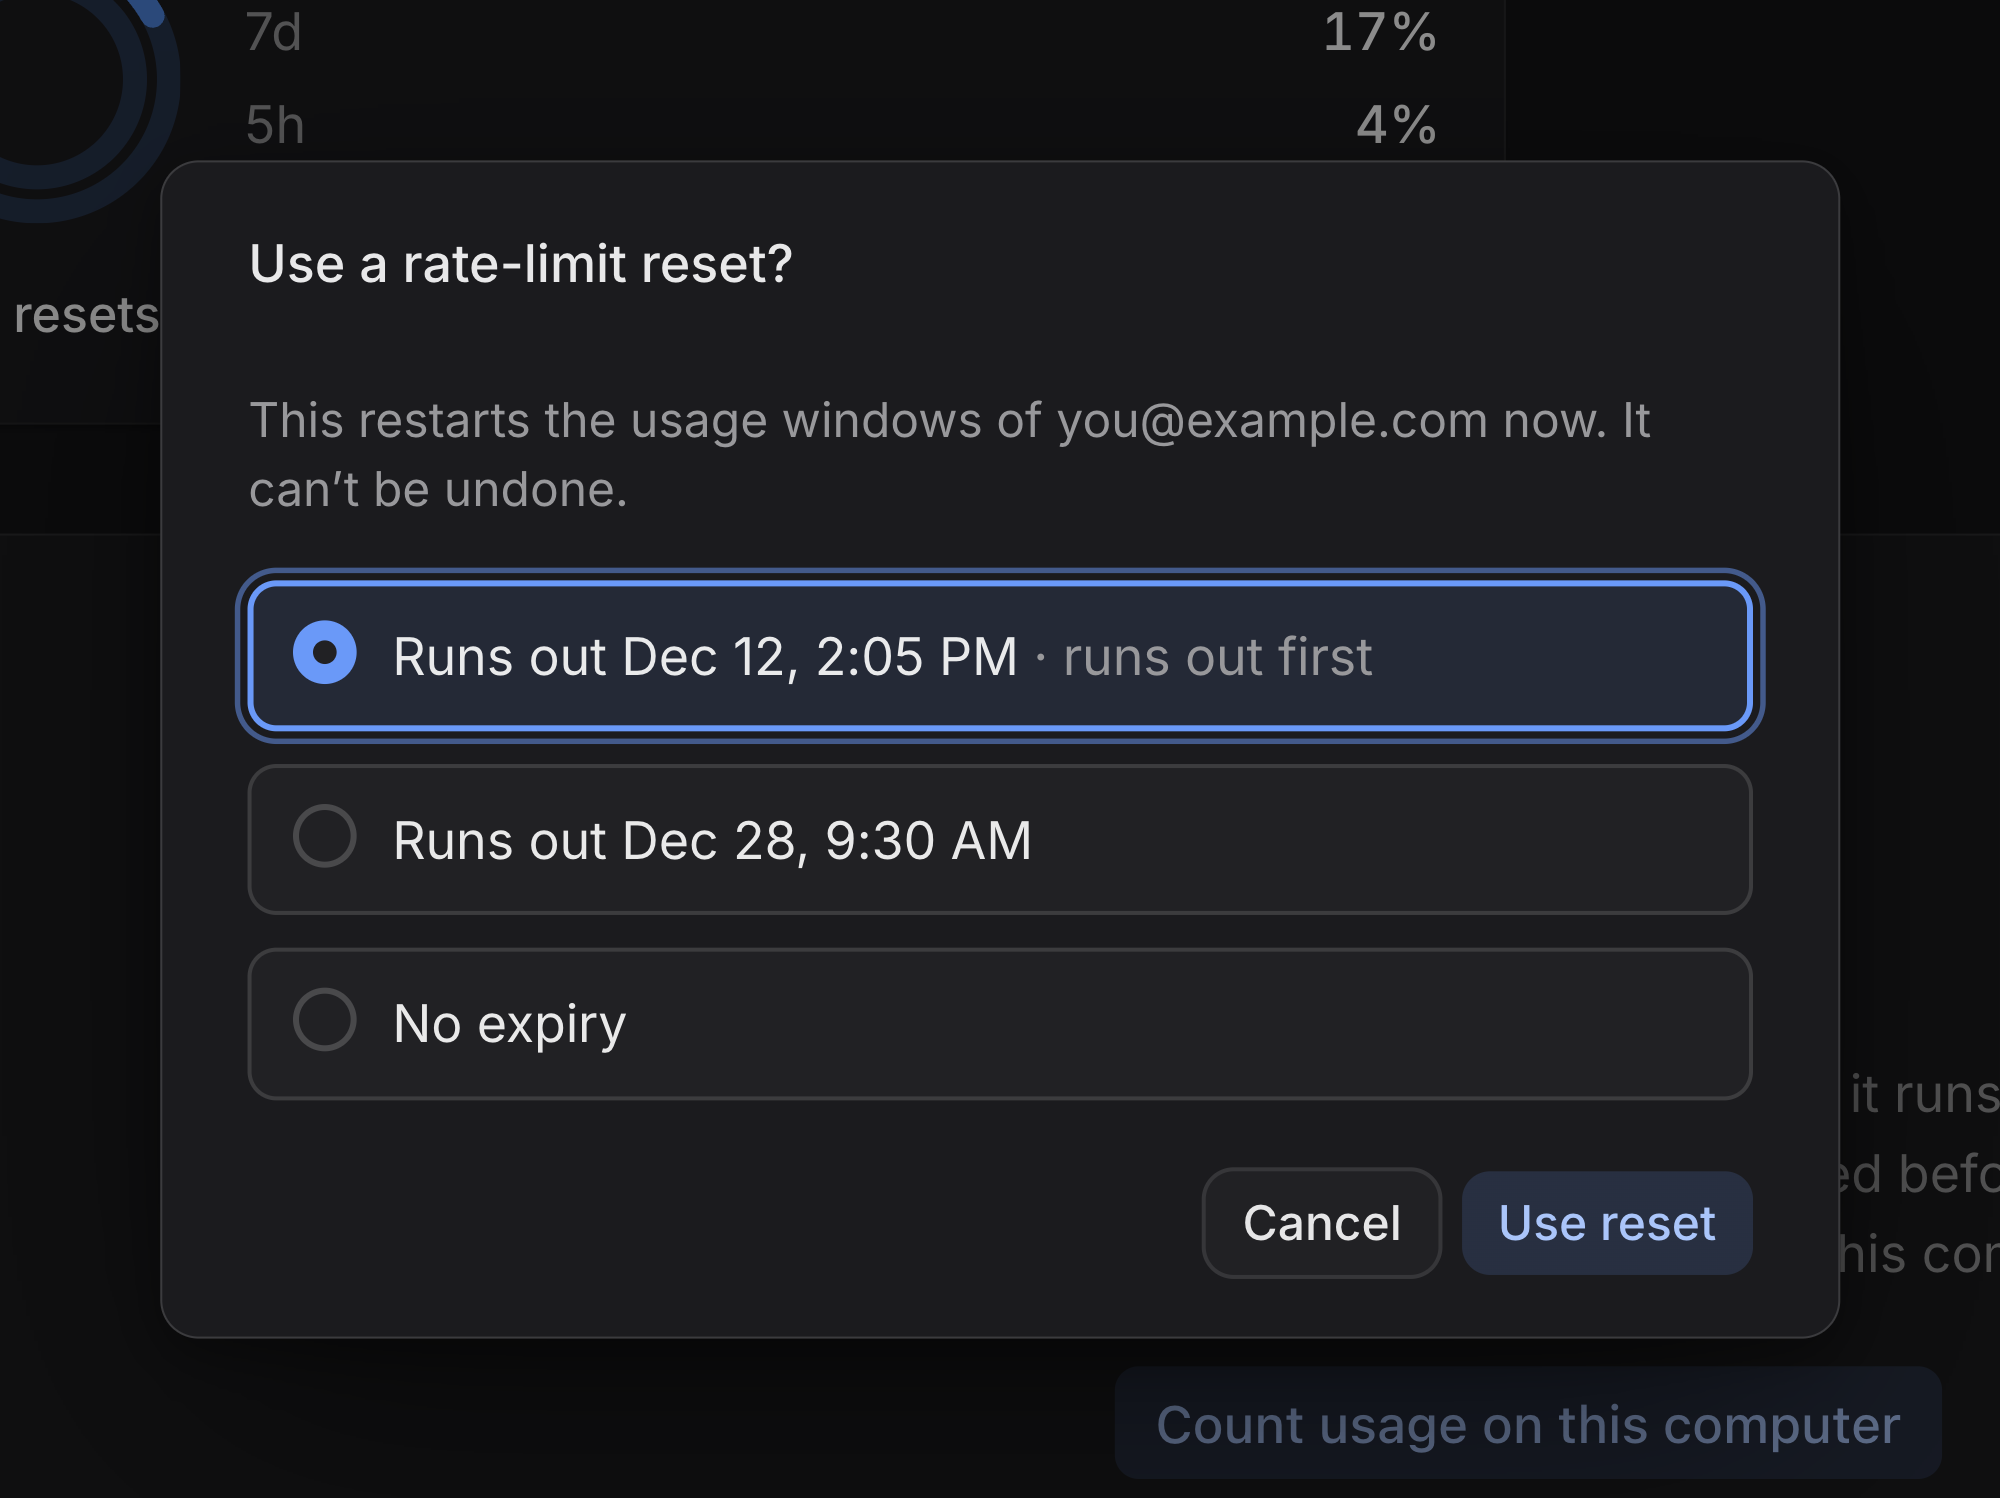 7d
17%
5h
4%
resets
Use a rate-limit reset?
This restarts the usage windows of you@example.com now. It
can’t be undone.
Runs out Dec 12, 2:05 PM · runs out first
Runs out Dec 28, 9:30 AM
No expiry
it runs
Cancel
Use reset
Count usage on this computer